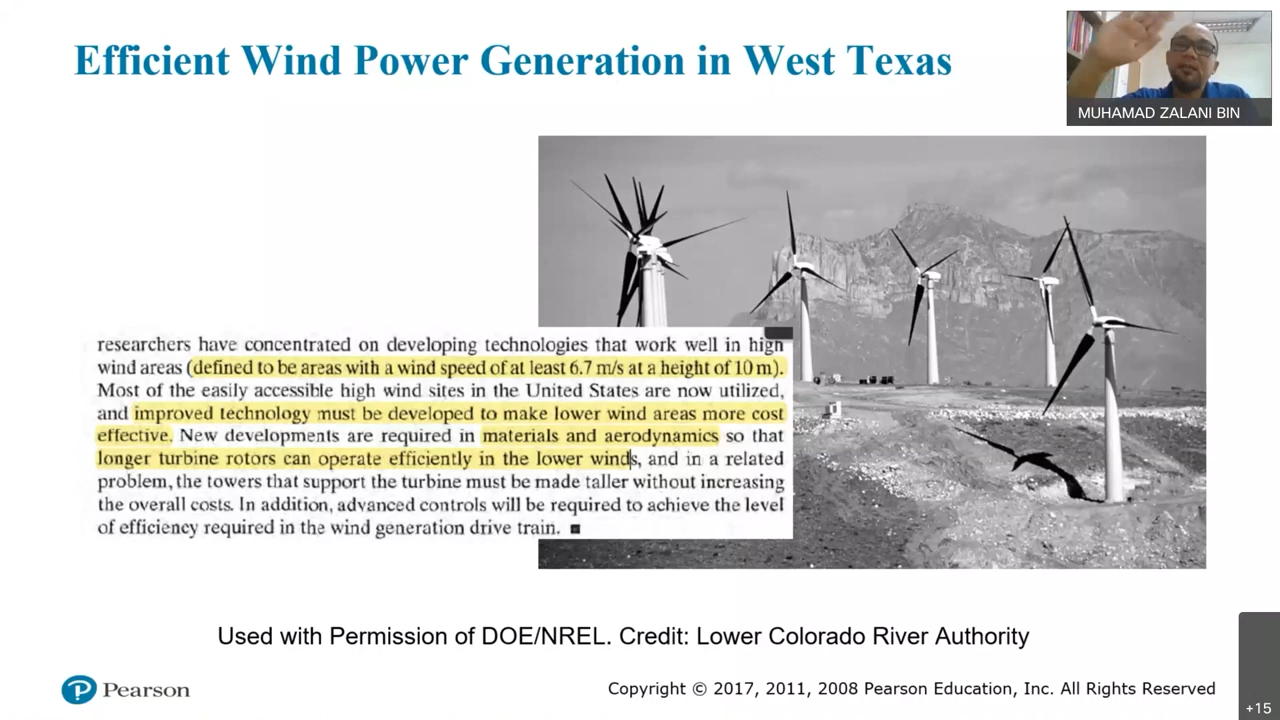 Efficient Wind Power Generation in West Texas
MUHAMAD ZALANI BIN
researchers have concentrated on developing technologies that work well in high
wind areas (defined to be areas with a wind speed of at least 6.7 m/s at a height of 10 m).
Most of the easily accessible high wind sites in the United States are now utilized,
and improved technology must be developed to make lower wind areas more cost
effective. New developments are required in materials and aerodynamics so that
longer turbine rotors can operate efficiently in the lower winds, and in a related
problem, the towers that support the turbine must be made taller without increasing
the overall costs. In addition, advanced controls will be required to achieve the level
of efficiency required in the wind generation drive train. ■
Used with Permission of DOE/NREL. Credit: Lower Colorado River Authority
Pearson
Copyright © 2017, 2011, 2008 Pearson Education, Inc. All Rights Reserved
+15